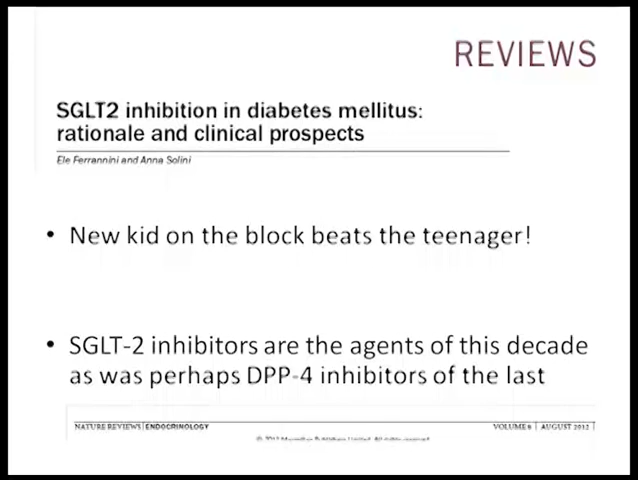 REVIEWS
SGLT2 inhibition in diabetes mellitus:
rationale and clinical prospects
Ele Ferrannini and Anna Solini
• New kid on the block beats the teenager!
• SGLT-2 inhibitors are the agents of this decade
as was perhaps DPP-4 inhibitors of the last
NATURE REVIEWS | ENDOCRINOLOGY VOLUME 8 | AUGUST 2012 |